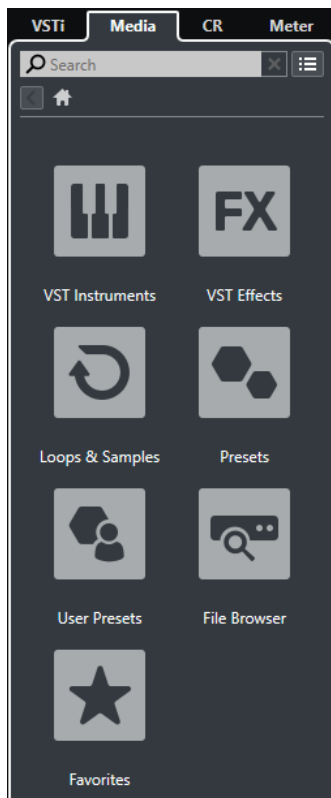 VSTi Media CR Meter
Search
VST Instruments FX VST Effects
Loops & Samples Presets
User Presets File Browser
Favorites